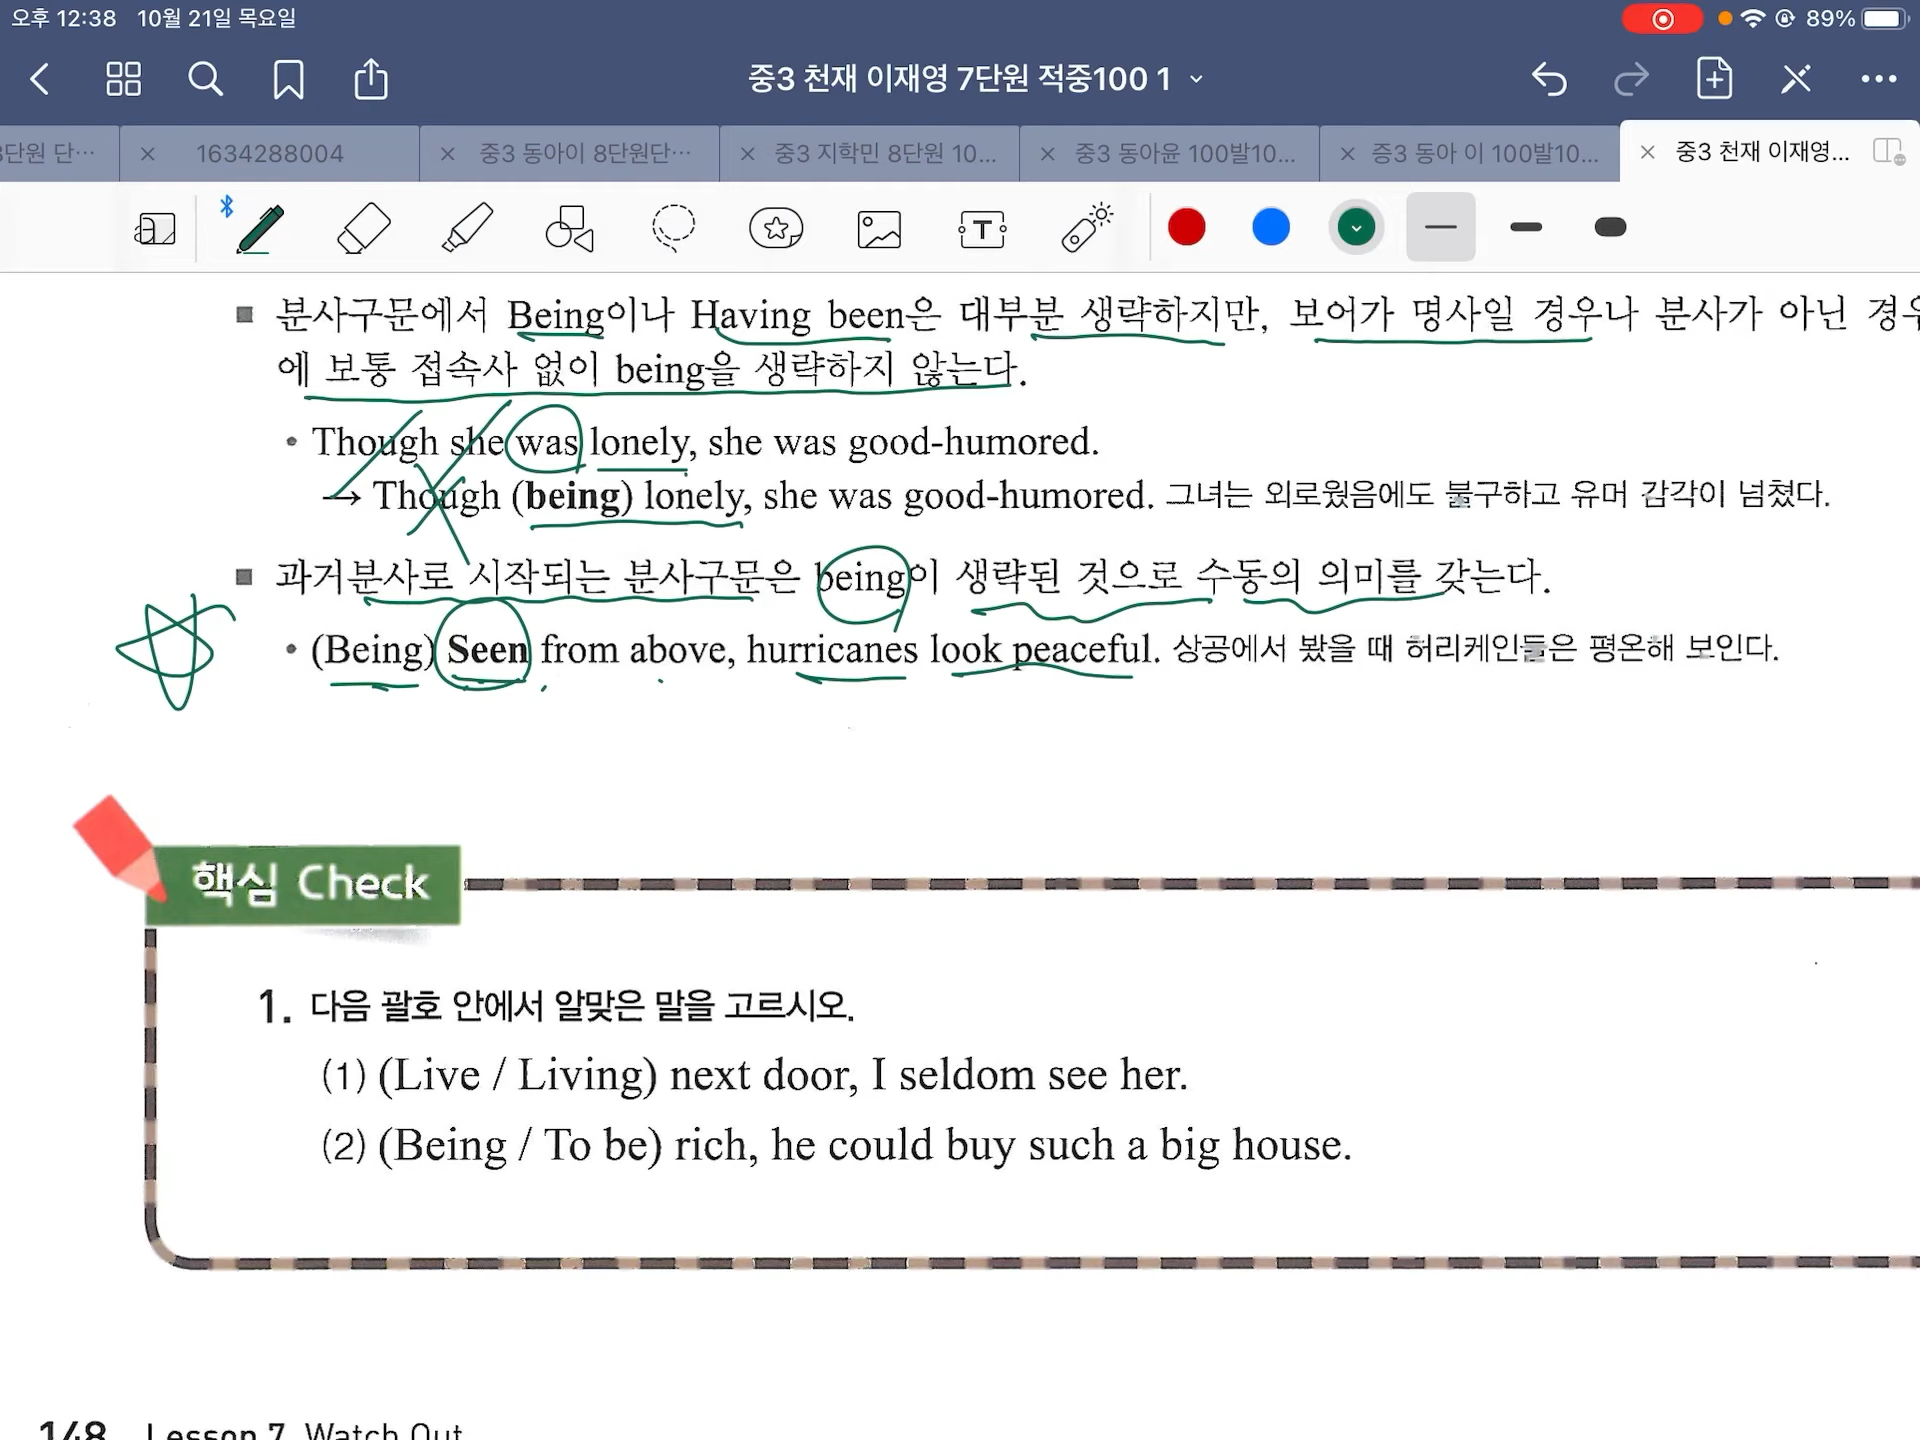 오후 12:38 10월 21일 목요일 89%
중3 천재 이재영 7단원 적중100 1
3단원 단… 1634288004 중3 동아이 8단원단… 중3 지학민 8단원 10... 중3 동아윤 100발10... 증3 동아 이 100발10... 중3 천재 이재영...
분사구문에서 Being이나 Having been은 대부분 생략하지만, 보어가 명사일 경우나 분사가 아닌 경우
에 보통 접속사 없이 being을 생략하지 않는다.
• Though she was lonely, she was good-humored.
→ Though (being) lonely, she was good-humored. 그녀는 외로웠음에도 불구하고 유머 감각이 넘쳤다.
과거분사로 시작되는 분사구문은 being이 생략된 것으로 수동의 의미를 갖는다.
• (Being) Seen from above, hurricanes look peaceful. 상공에서 봤을 때 허리케인들은 평온해 보인다.
핵심 Check
1. 다음 괄호 안에서 알맞은 말을 고르시오.
(1) (Live / Living) next door, I seldom see her.
(2) (Being / To be) rich, he could buy such a big house.
148 Lesson 7 Watch Out